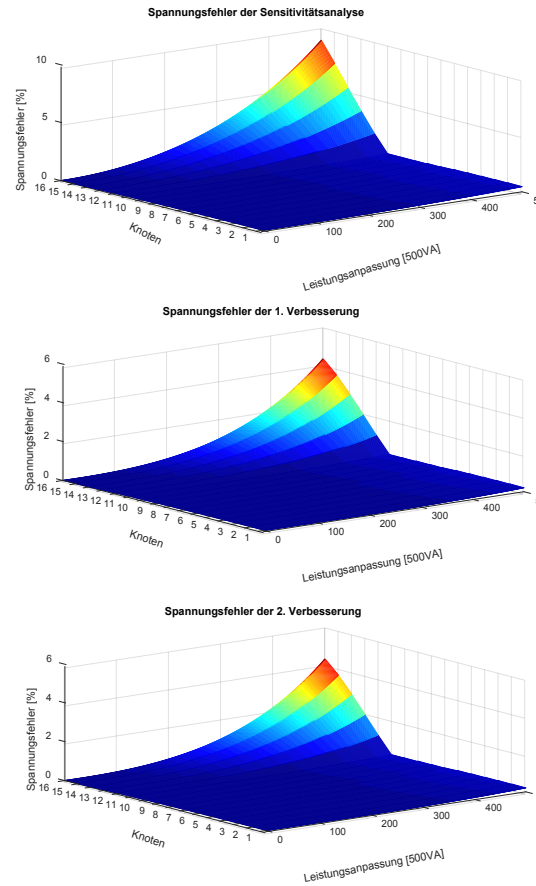 Spannungsfehler der Sensitivitätsanalyse
10
5
0
Spannungsfehler [%]
16 15 14 13 12 11 10 9 8 7 6 5 4 3 2 1
Knoten
0 100 200 300 400 5
Leistungsanpassung [500VA]
Spannungsfehler der 1. Verbesserung
6
4
2
0
Spannungsfehler [%]
16 15 14 13 12 11 10 9 8 7 6 5 4 3 2 1
Knoten
0 100 200 300 400
Leistungsanpassung [500VA]
Spannungsfehler der 2. Verbesserung
6
4
2
0
Spannungsfehler [%]
16 15 14 13 12 11 10 9 8 7 6 5 4 3 2 1
Knoten
0 100 200 300 400
Leistungsanpassung [500VA]